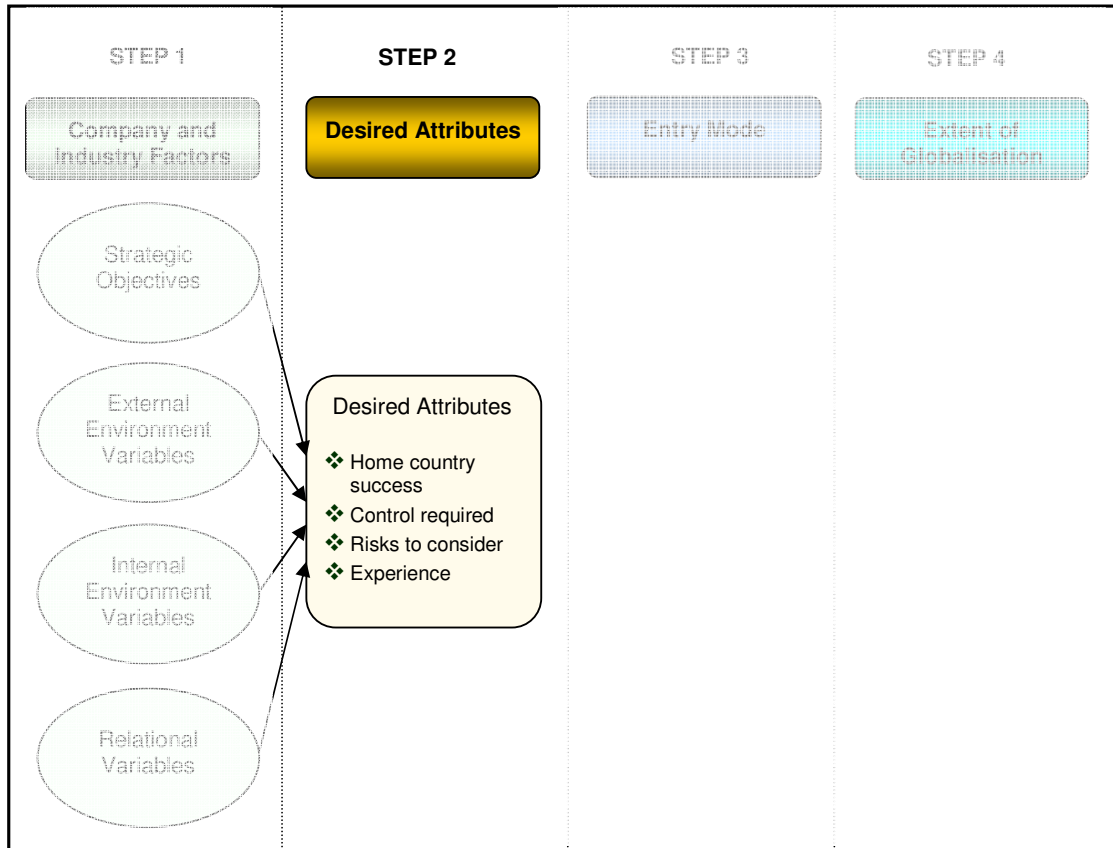 STEP 1
STEP 2
STEP 3
STEP 4
Company and
Industry Factors
Desired Attributes
Entry Mode
Extent of
Globalisation
Strategic
Objectives
External
Environment
Variables
Internal
Environment
Variables
Relational
Variables
Desired Attributes
❖ Home country
success
❖ Control required
❖ Risks to consider
❖ Experience